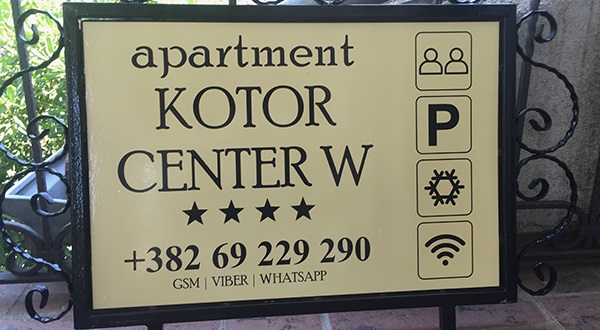 apartment
KOTOR
CENTER W
★★★★
+382 69 229 290
GSM | VIBER | WHATSAPP
P